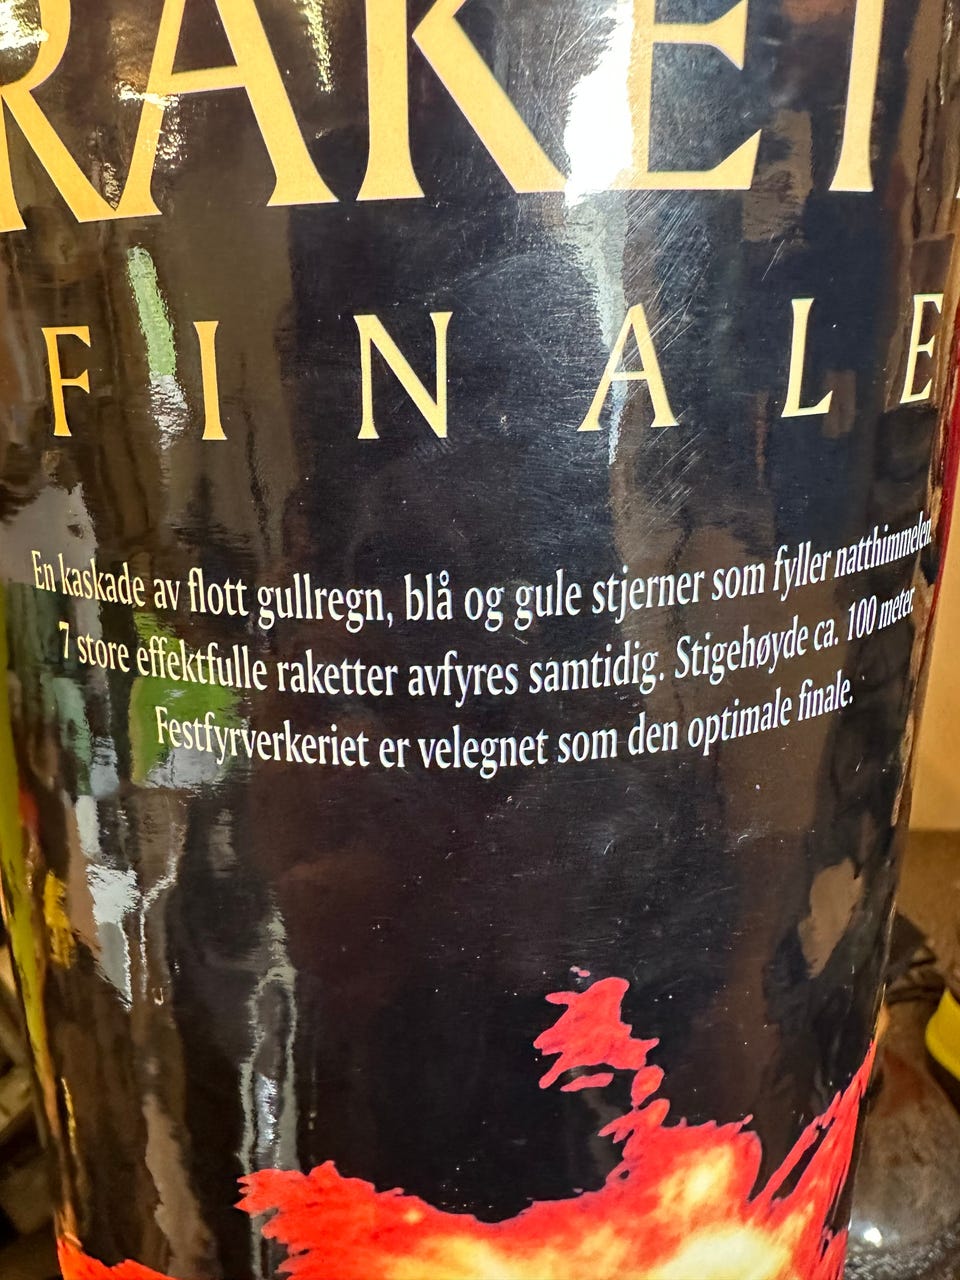 RAKET
FINALE
En kaskade av flott gullregn, blå og gule stjerner som fyller natthimmelen.
7 store effektfulle raketter avfyres samtidig. Stigehøyde ca. 100 meter.
Festfyrverkeriet er velegnet som den optimale finale.